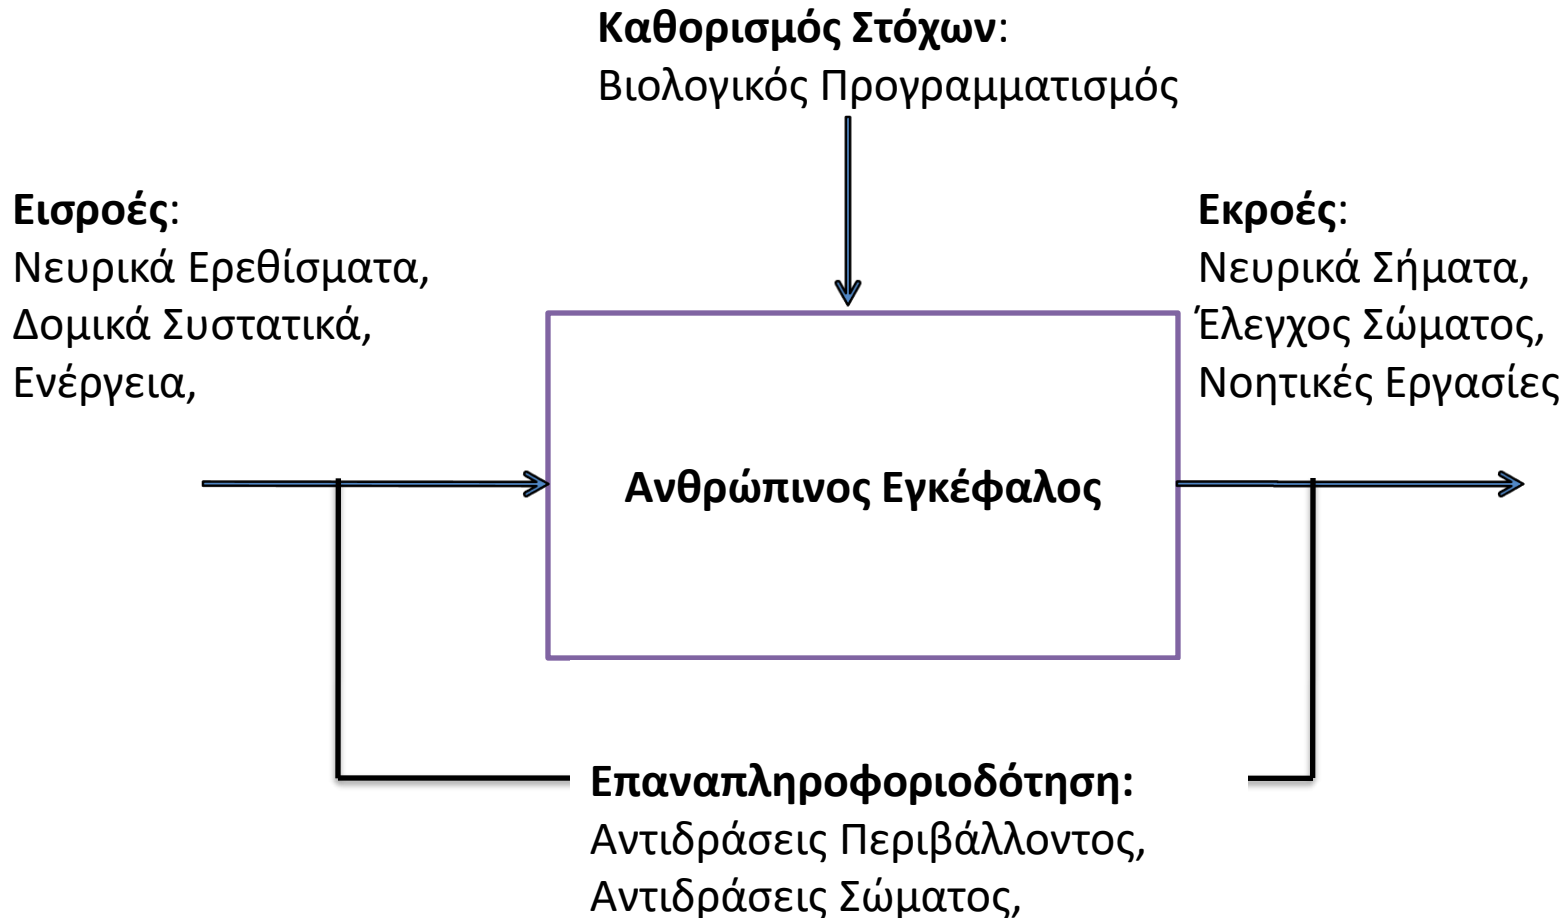 Καθορισμός Στόχων:
Βιολογικός Προγραμματισμός
Εισροές:
Νευρικά Ερεθίσματα,
Δομικά Συστατικά,
Ενέργεια,
Εκροές:
Νευρικά Σήματα,
Έλεγχος Σώματος,
Νοητικές Εργασίες
Ανθρώπινος Εγκέφαλος
Επαναπληροφοριοδότηση:
Αντιδράσεις Περιβάλλοντος,
Αντιδράσεις Σώματος,